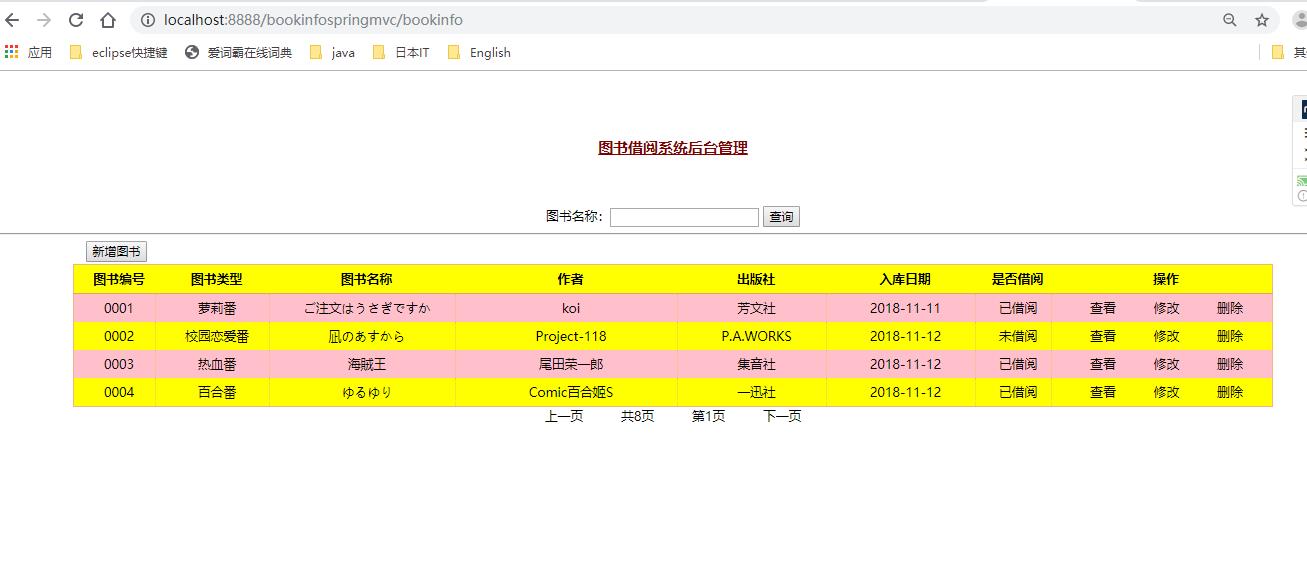 localhost:8888/bookinfospringmvc/bookinfo
应用 eclipse快捷键 爱词霸在线词典 java 日本IT English
图书借阅系统后台管理
图书名称： 查询
新增图书
图书编号 图书类型 图书名称 作者 出版社 入库日期 是否借阅 操作
0001 萝莉番 ご注文はうさぎですか koi 芳文社 2018-11-11 已借阅 查看 修改 删除
0002 校园恋爱番 凪のあすから Project-118 P.A.WORKS 2018-11-12 未借阅 查看 修改 删除
0003 热血番 海贼王 尾田荣一郎 集音社 2018-11-12 已借阅 查看 修改 删除
0004 百合番 ゆるゆり Comic百合姬S 一迅社 2018-11-12 已借阅 查看 修改 删除
上一页 共8页 第1页 下一页